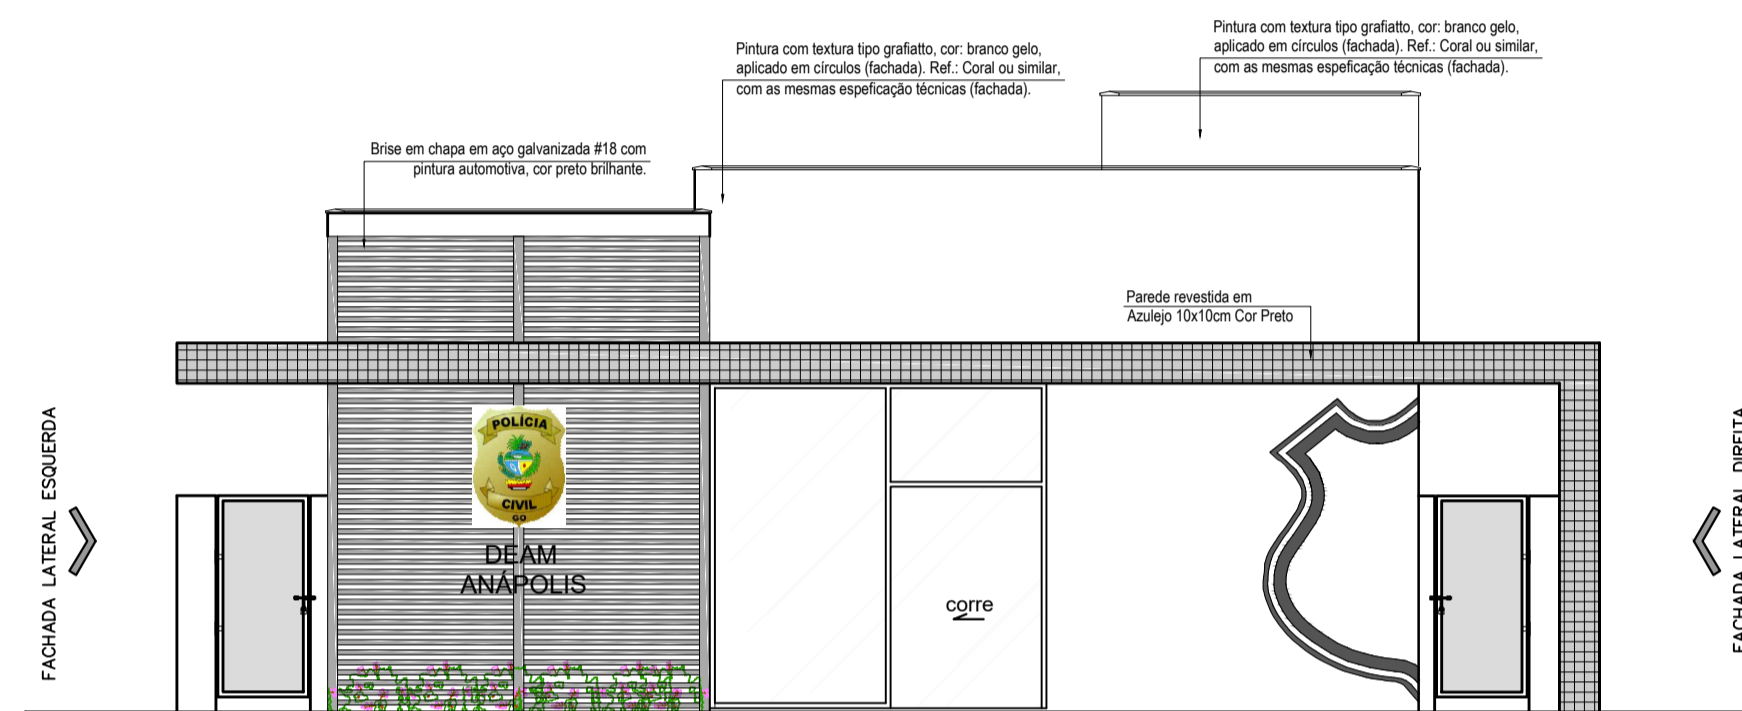 Pintura com textura tipo grafiatto, cor: branco gelo,
aplicado em círculos (fachada). Ref.: Coral ou similar,
com as mesmas espeficação técnicas (fachada).
Pintura com textura tipo grafiatto, cor: branco gelo,
aplicado em círculos (fachada). Ref.: Coral ou similar,
com as mesmas espeficação técnicas (fachada).
Brise em chapa em aço galvanizada #18 com
pintura automotiva, cor preto brilhante.
Parede revestida em
Azulejo 10x10cm Cor Preto
FACHADA LATERAL ESQUERDA
POLÍCIA
CIVIL
GO
DEAM
ANÁPOLIS
corre
FACHADA LATERAL DIREITA